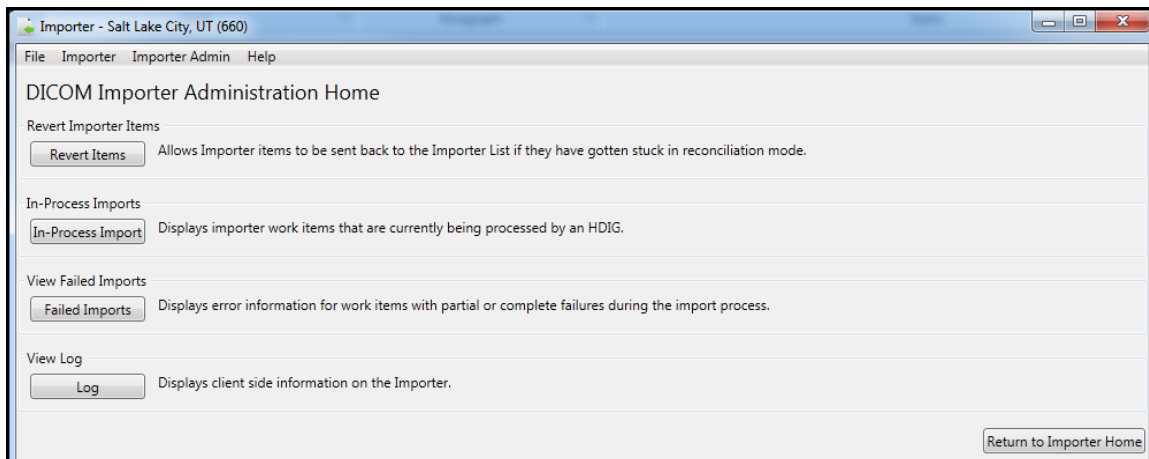 Importer - Salt Lake City, UT (660)
File Importer Importer Admin Help
DICOM Importer Administration Home
Revert Importer Items
Revert Items Allows Importer items to be sent back to the Importer List if they have gotten stuck in reconciliation mode.
In-Process Imports
In-Process Import Displays importer work items that are currently being processed by an HDIG.
View Failed Imports
Failed Imports Displays error information for work items with partial or complete failures during the import process.
View Log
Log Displays client side information on the Importer.
Return to Importer Home